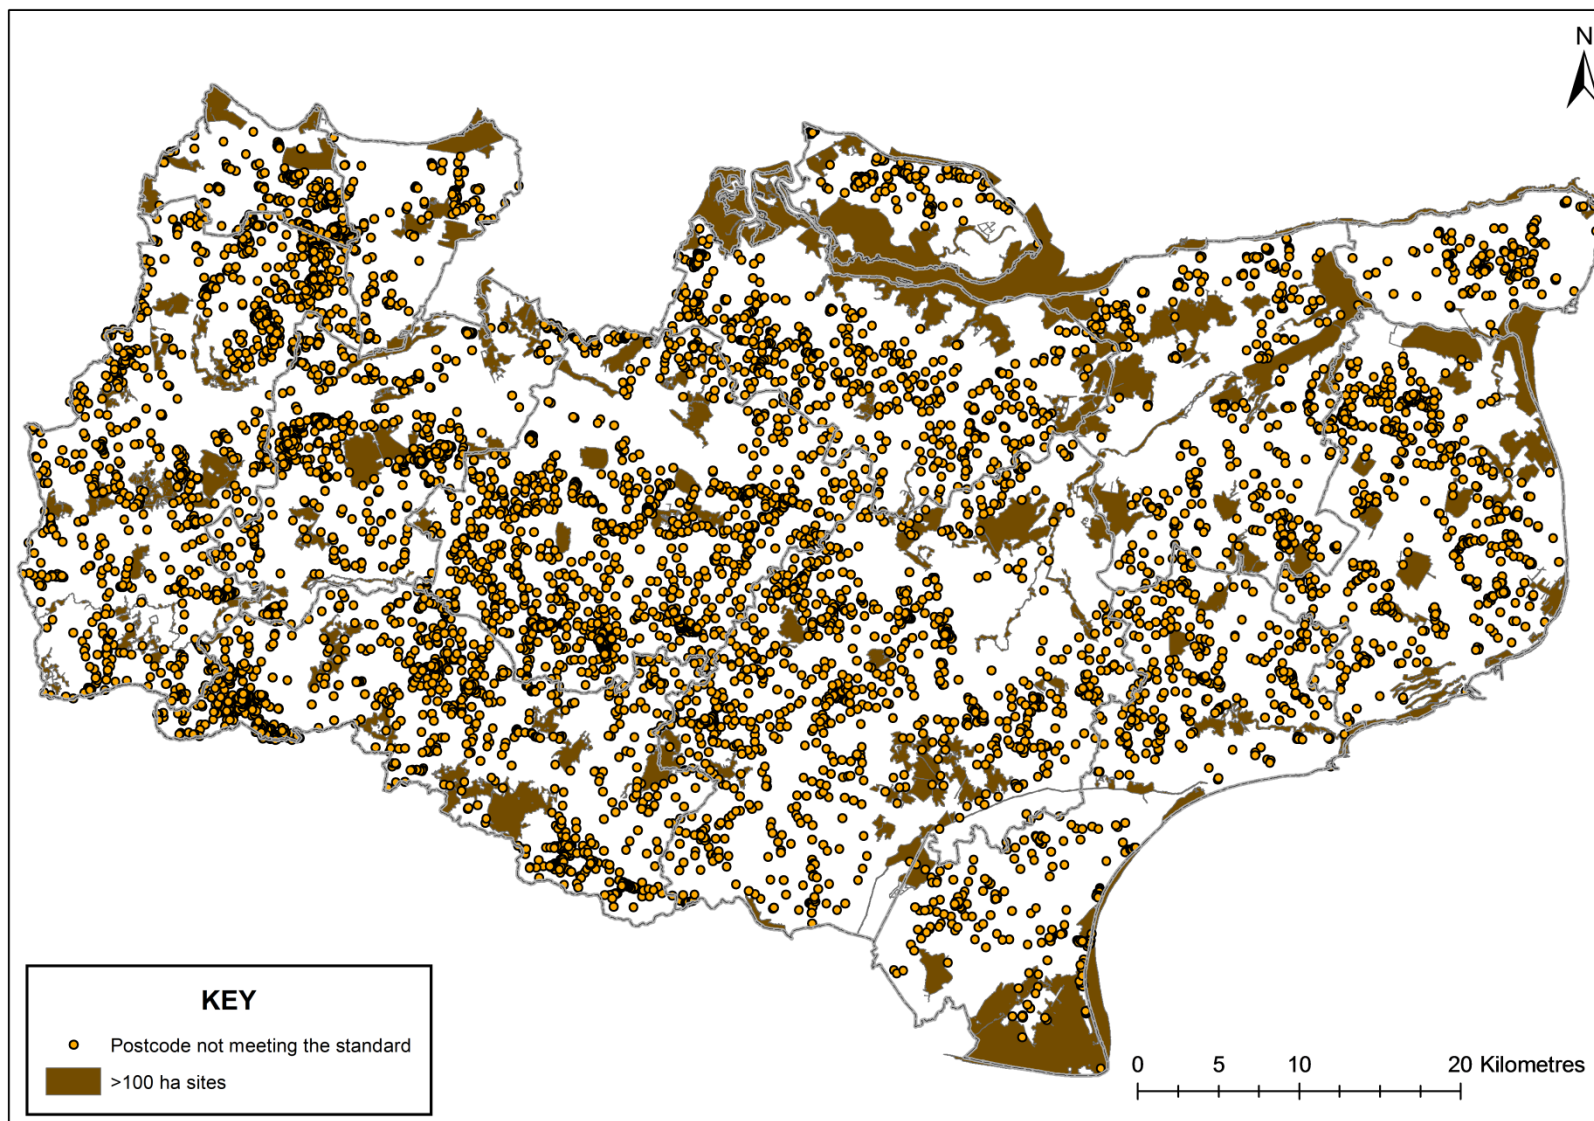 N
KEY
Postcode not meeting the standard
>100 ha sites
0 5 10 20 Kilometres